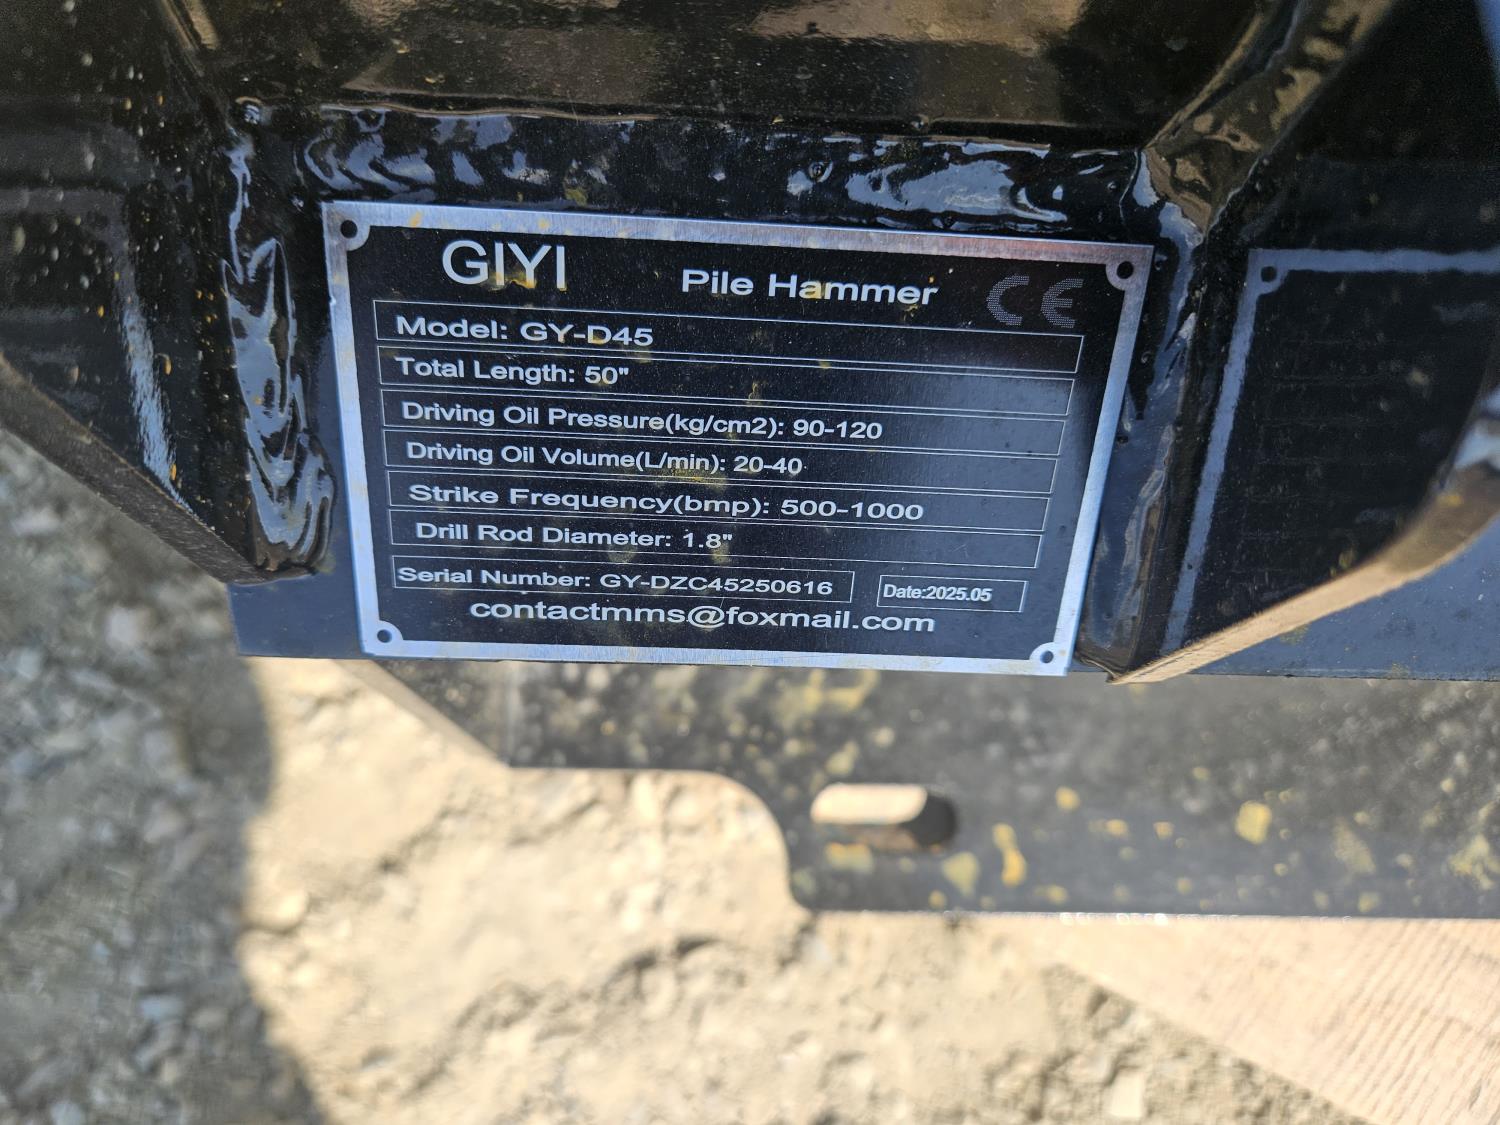 GIYI Pile Hammer CE
Model: GY-D45
Total Length: 50"
Driving Oil Pressure(kg/cm2): 90-120
Driving Oil Volume(L/min): 20-40
Strike Frequency(bmp): 500-1000
Drill Rod Diameter: 1.8"
Serial Number: GY-DZC45250616 Date:2025.05
contactmms@foxmail.com